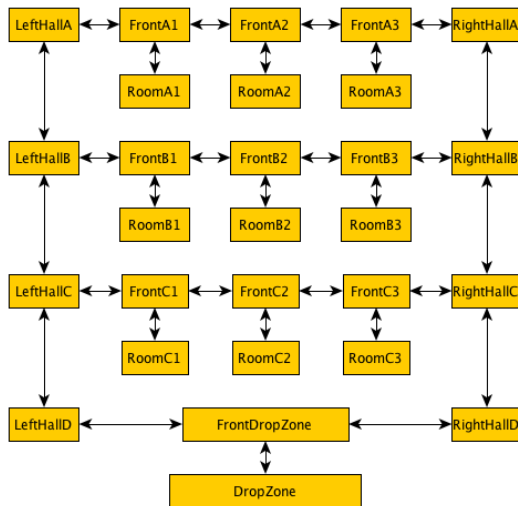 LeftHallA FrontA1 FrontA2 FrontA3 RightHallA
RoomA1 RoomA2 RoomA3
LeftHallB FrontB1 FrontB2 FrontB3 RightHallB
RoomB1 RoomB2 RoomB3
LeftHallC FrontC1 FrontC2 FrontC3 RightHallC
RoomC1 RoomC2 RoomC3
LeftHallD FrontDropZone RightHallD
DropZone